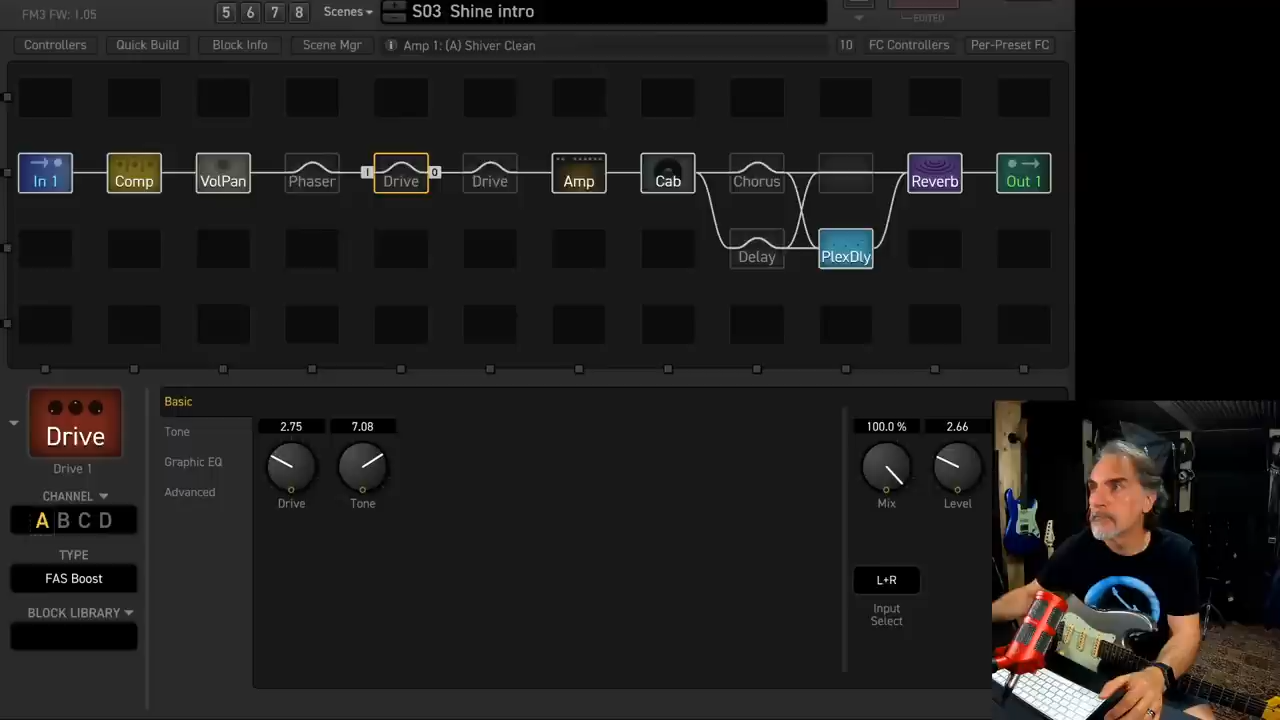 FM3 FW: 1.05
5 6 7 8
Scenes
S03 Shine intro
EDITED
Controllers
Quick Build
Block Info
Scene Mgr
Amp 1: (A) Shiver Clean
10
FC Controllers
Per-Preset FC
In 1
Comp
VolPan
Phaser
I
Drive
O
Drive
Amp
Cab
Chorus
Reverb
Out 1
Delay
PlexDly
Drive
Drive 1
CHANNEL
A B C D
TYPE
FAS Boost
BLOCK LIBRARY
Basic
Tone
Graphic EQ
Advanced
2.75
7.08
Drive
Tone
100.0 %
2.66
Mix
Level
L+R
Input
Select